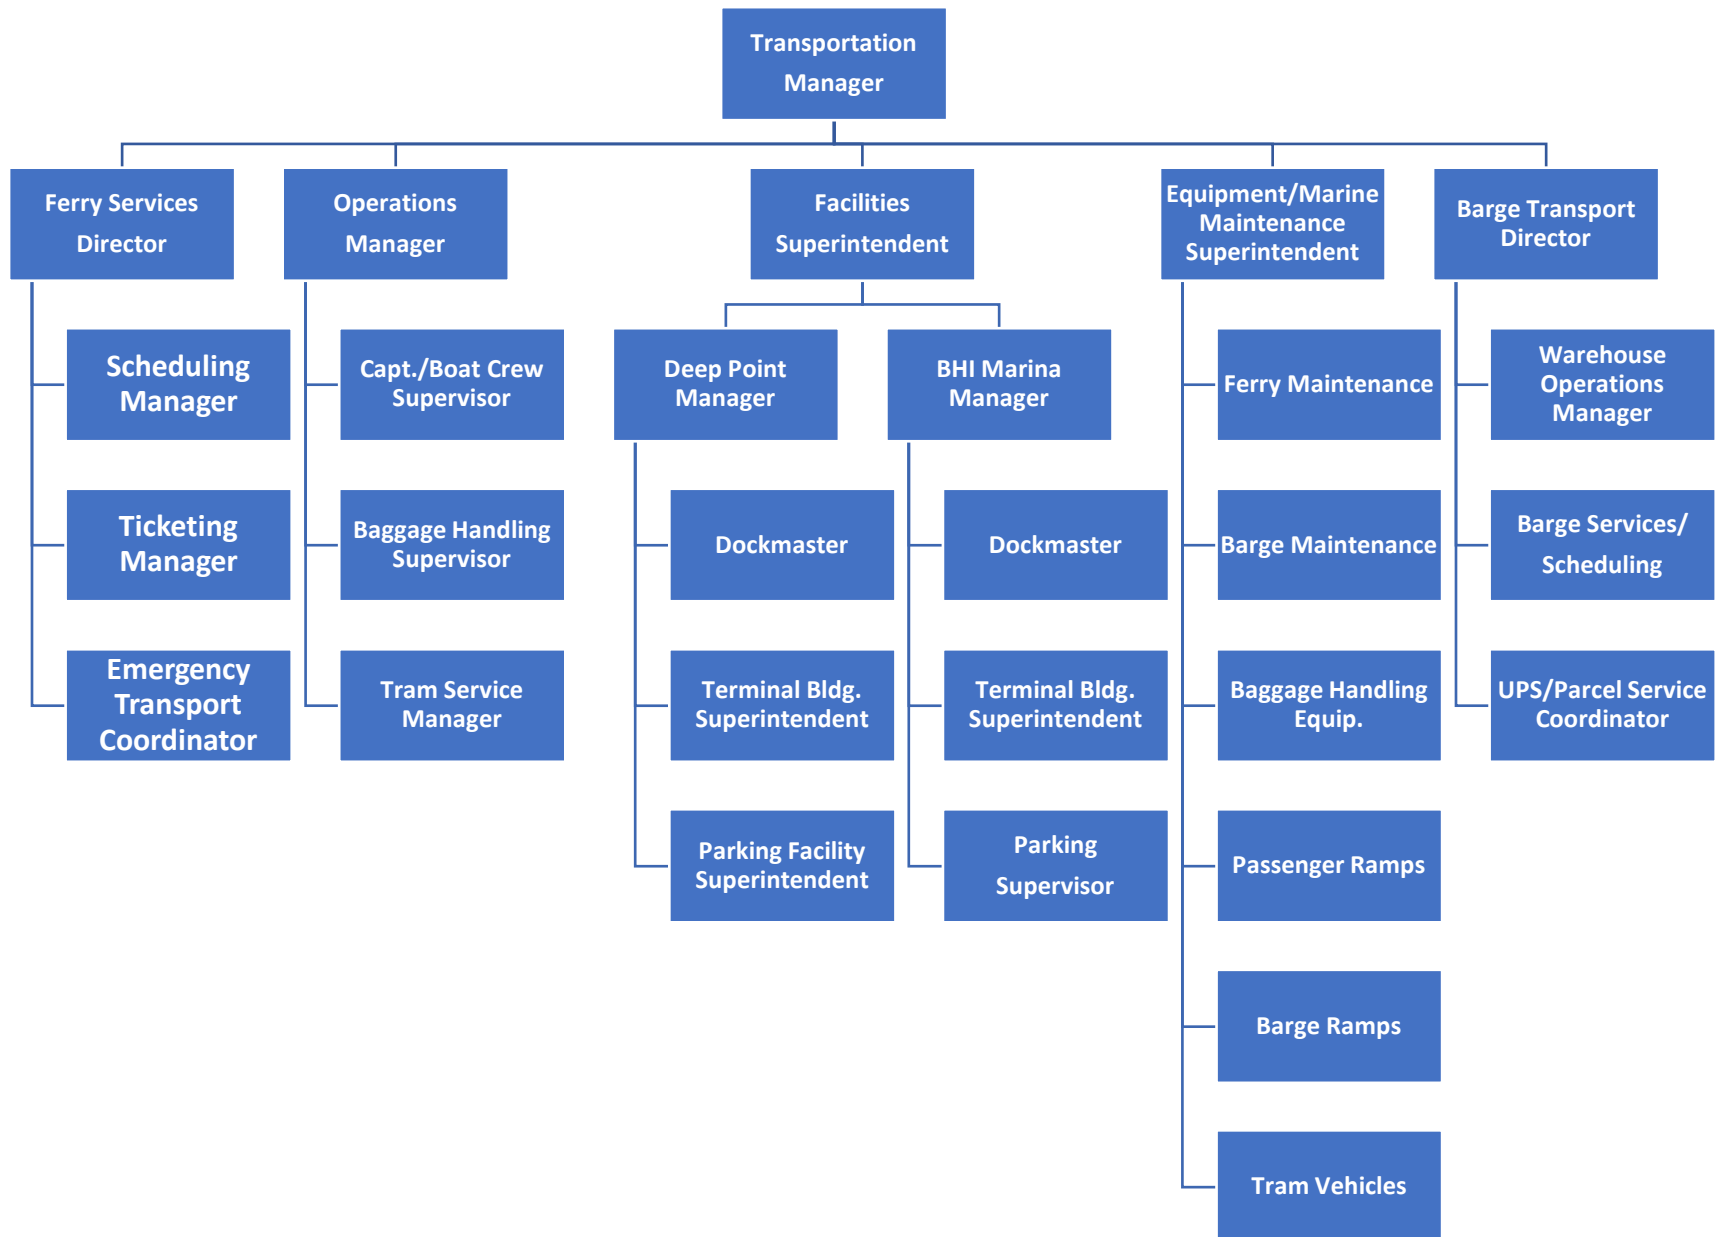 Transportation
Manager
Ferry Services
Director
Operations
Manager
Facilities
Superintendent
Equipment/Marine
Maintenance
Superintendent
Barge Transport
Director
Scheduling
Manager
Capt./Boat Crew
Supervisor
Deep Point
Manager
BHI Marina
Manager
Ferry Maintenance
Warehouse
Operations
Manager
Ticketing
Manager
Baggage Handling
Supervisor
Dockmaster
Dockmaster
Barge Maintenance
Barge Services/
Scheduling
Emergency
Transport
Coordinator
Tram Service
Manager
Terminal Bldg.
Superintendent
Terminal Bldg.
Superintendent
Baggage Handling
Equip.
UPS/Parcel Service
Coordinator
Parking Facility
Superintendent
Parking
Supervisor
Passenger Ramps
Barge Ramps
Tram Vehicles